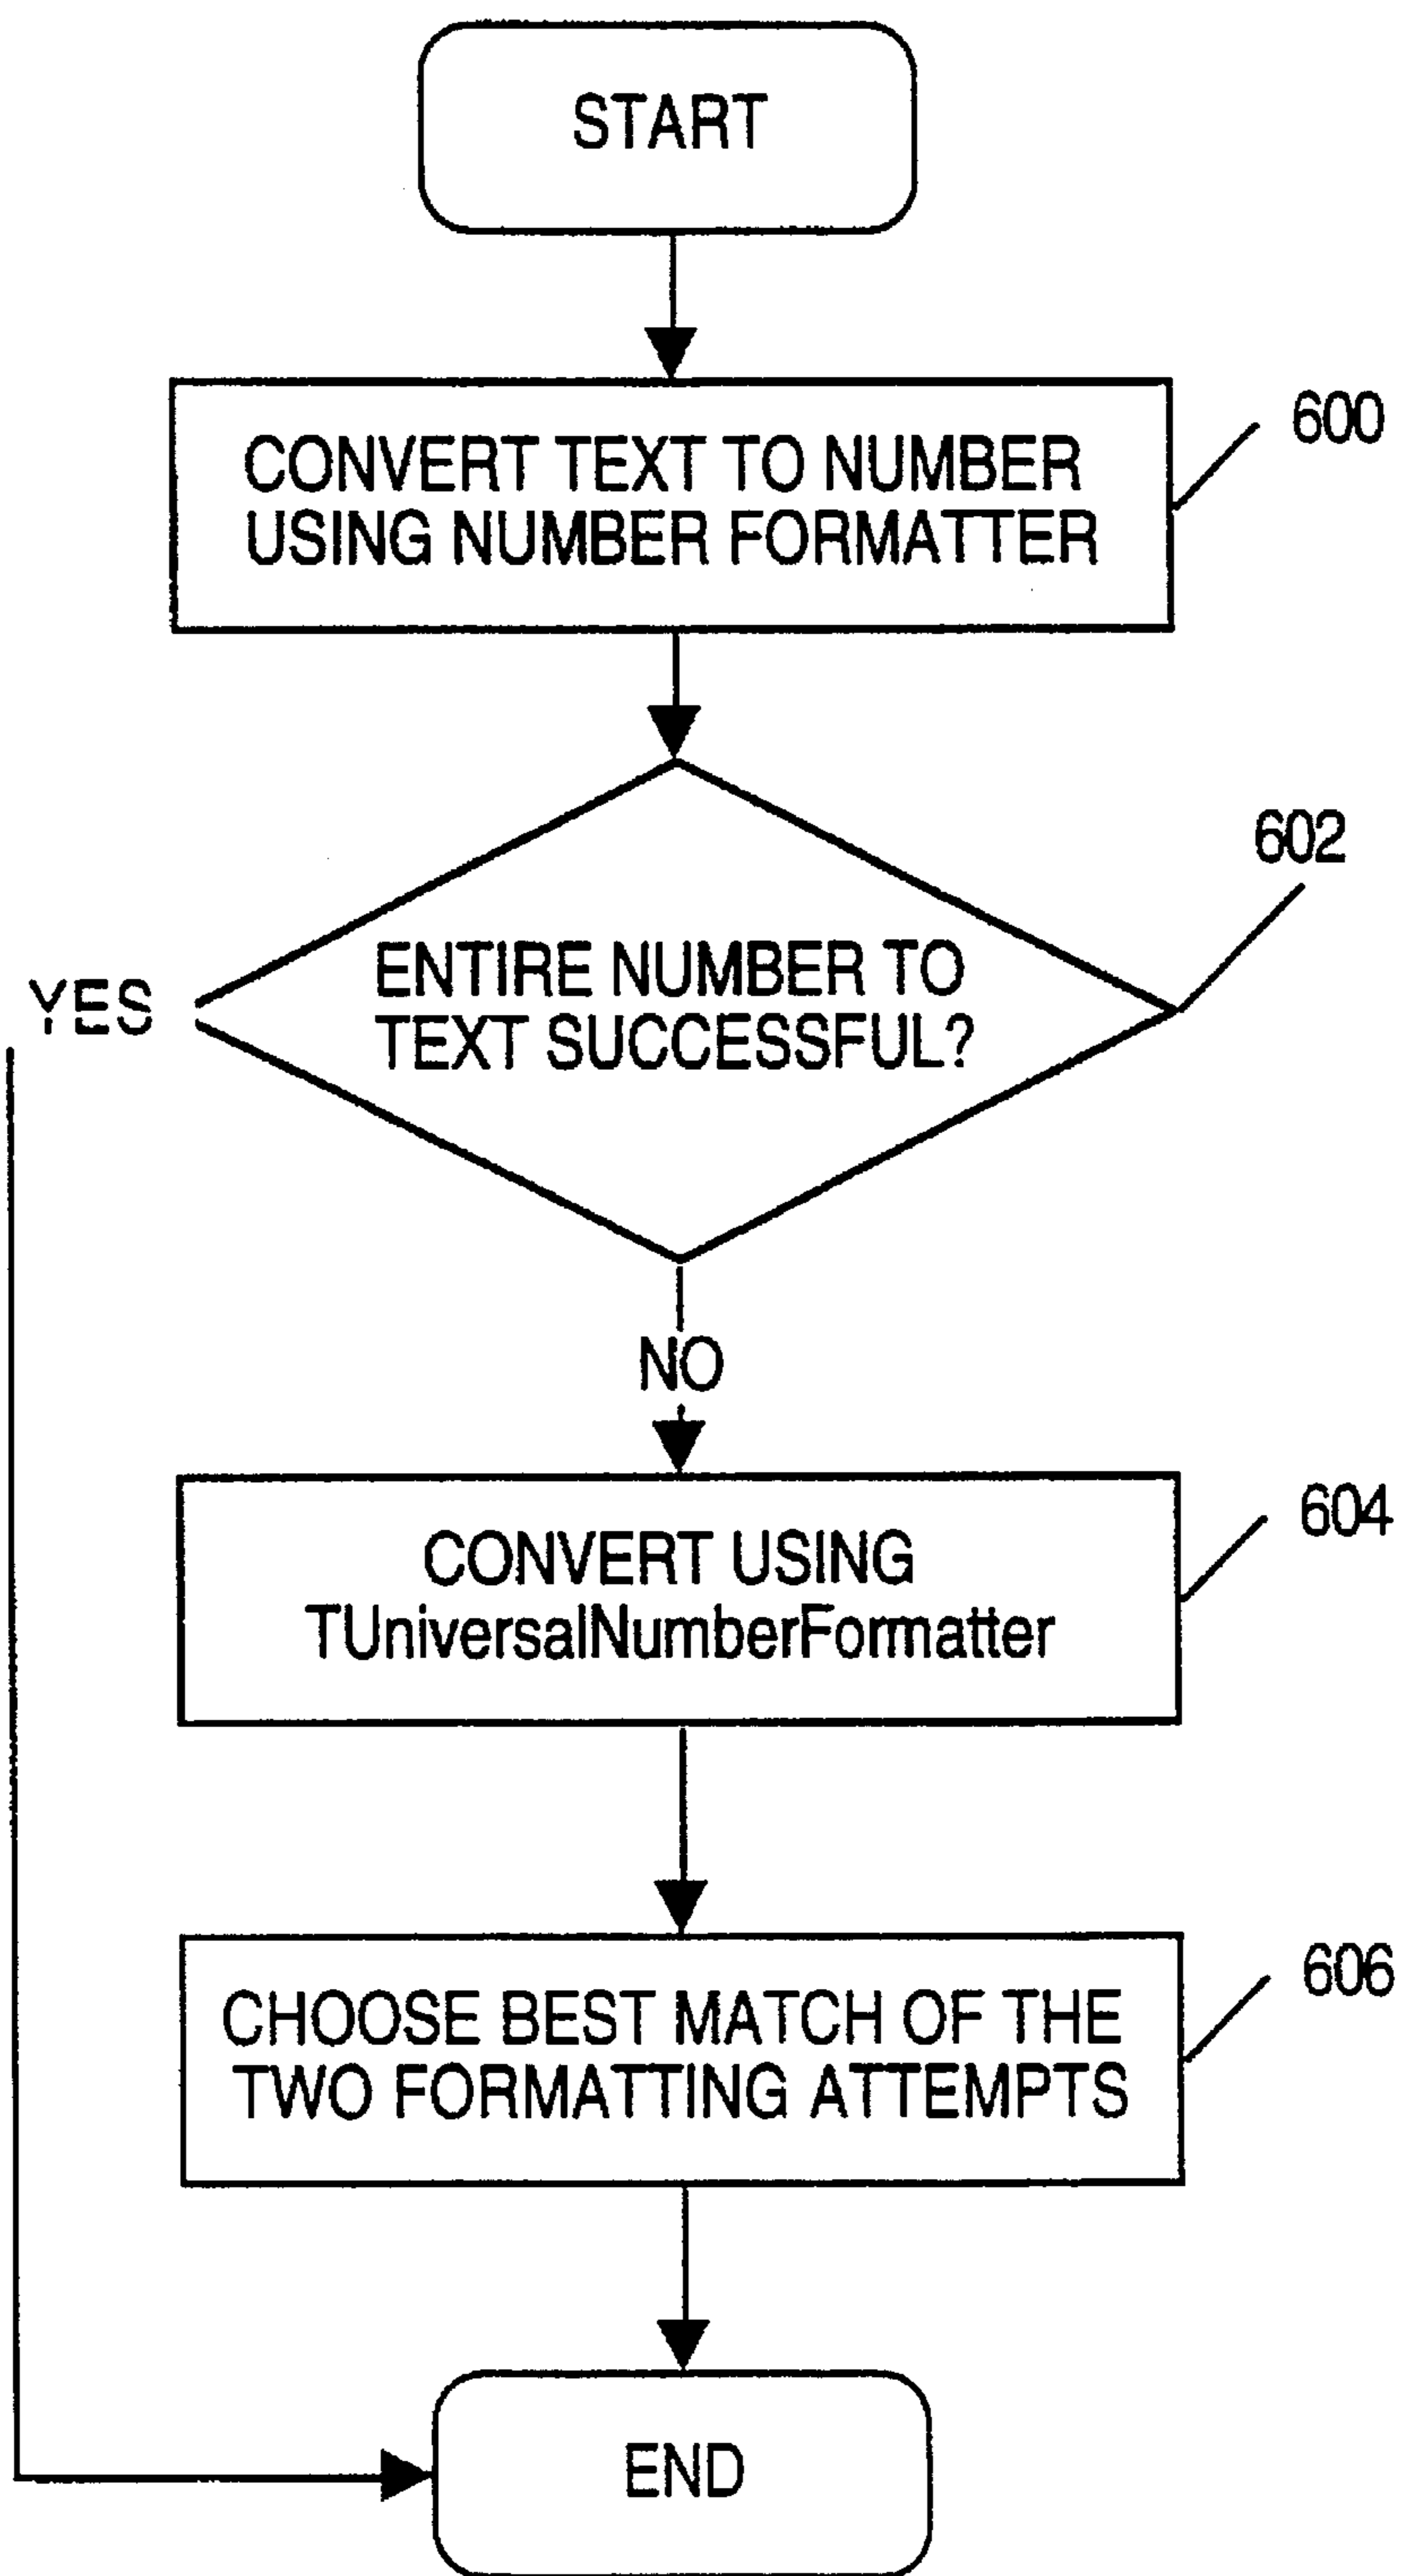 START
CONVERT TEXT TO NUMBER
USING NUMBER FORMATTER
600
602
ENTIRE NUMBER TO
TEXT SUCCESSFUL?
YES
NO
CONVERT USING
TUniversalNumberFormatter
604
CHOOSE BEST MATCH OF THE
TWO FORMATTING ATTEMPTS
606
END